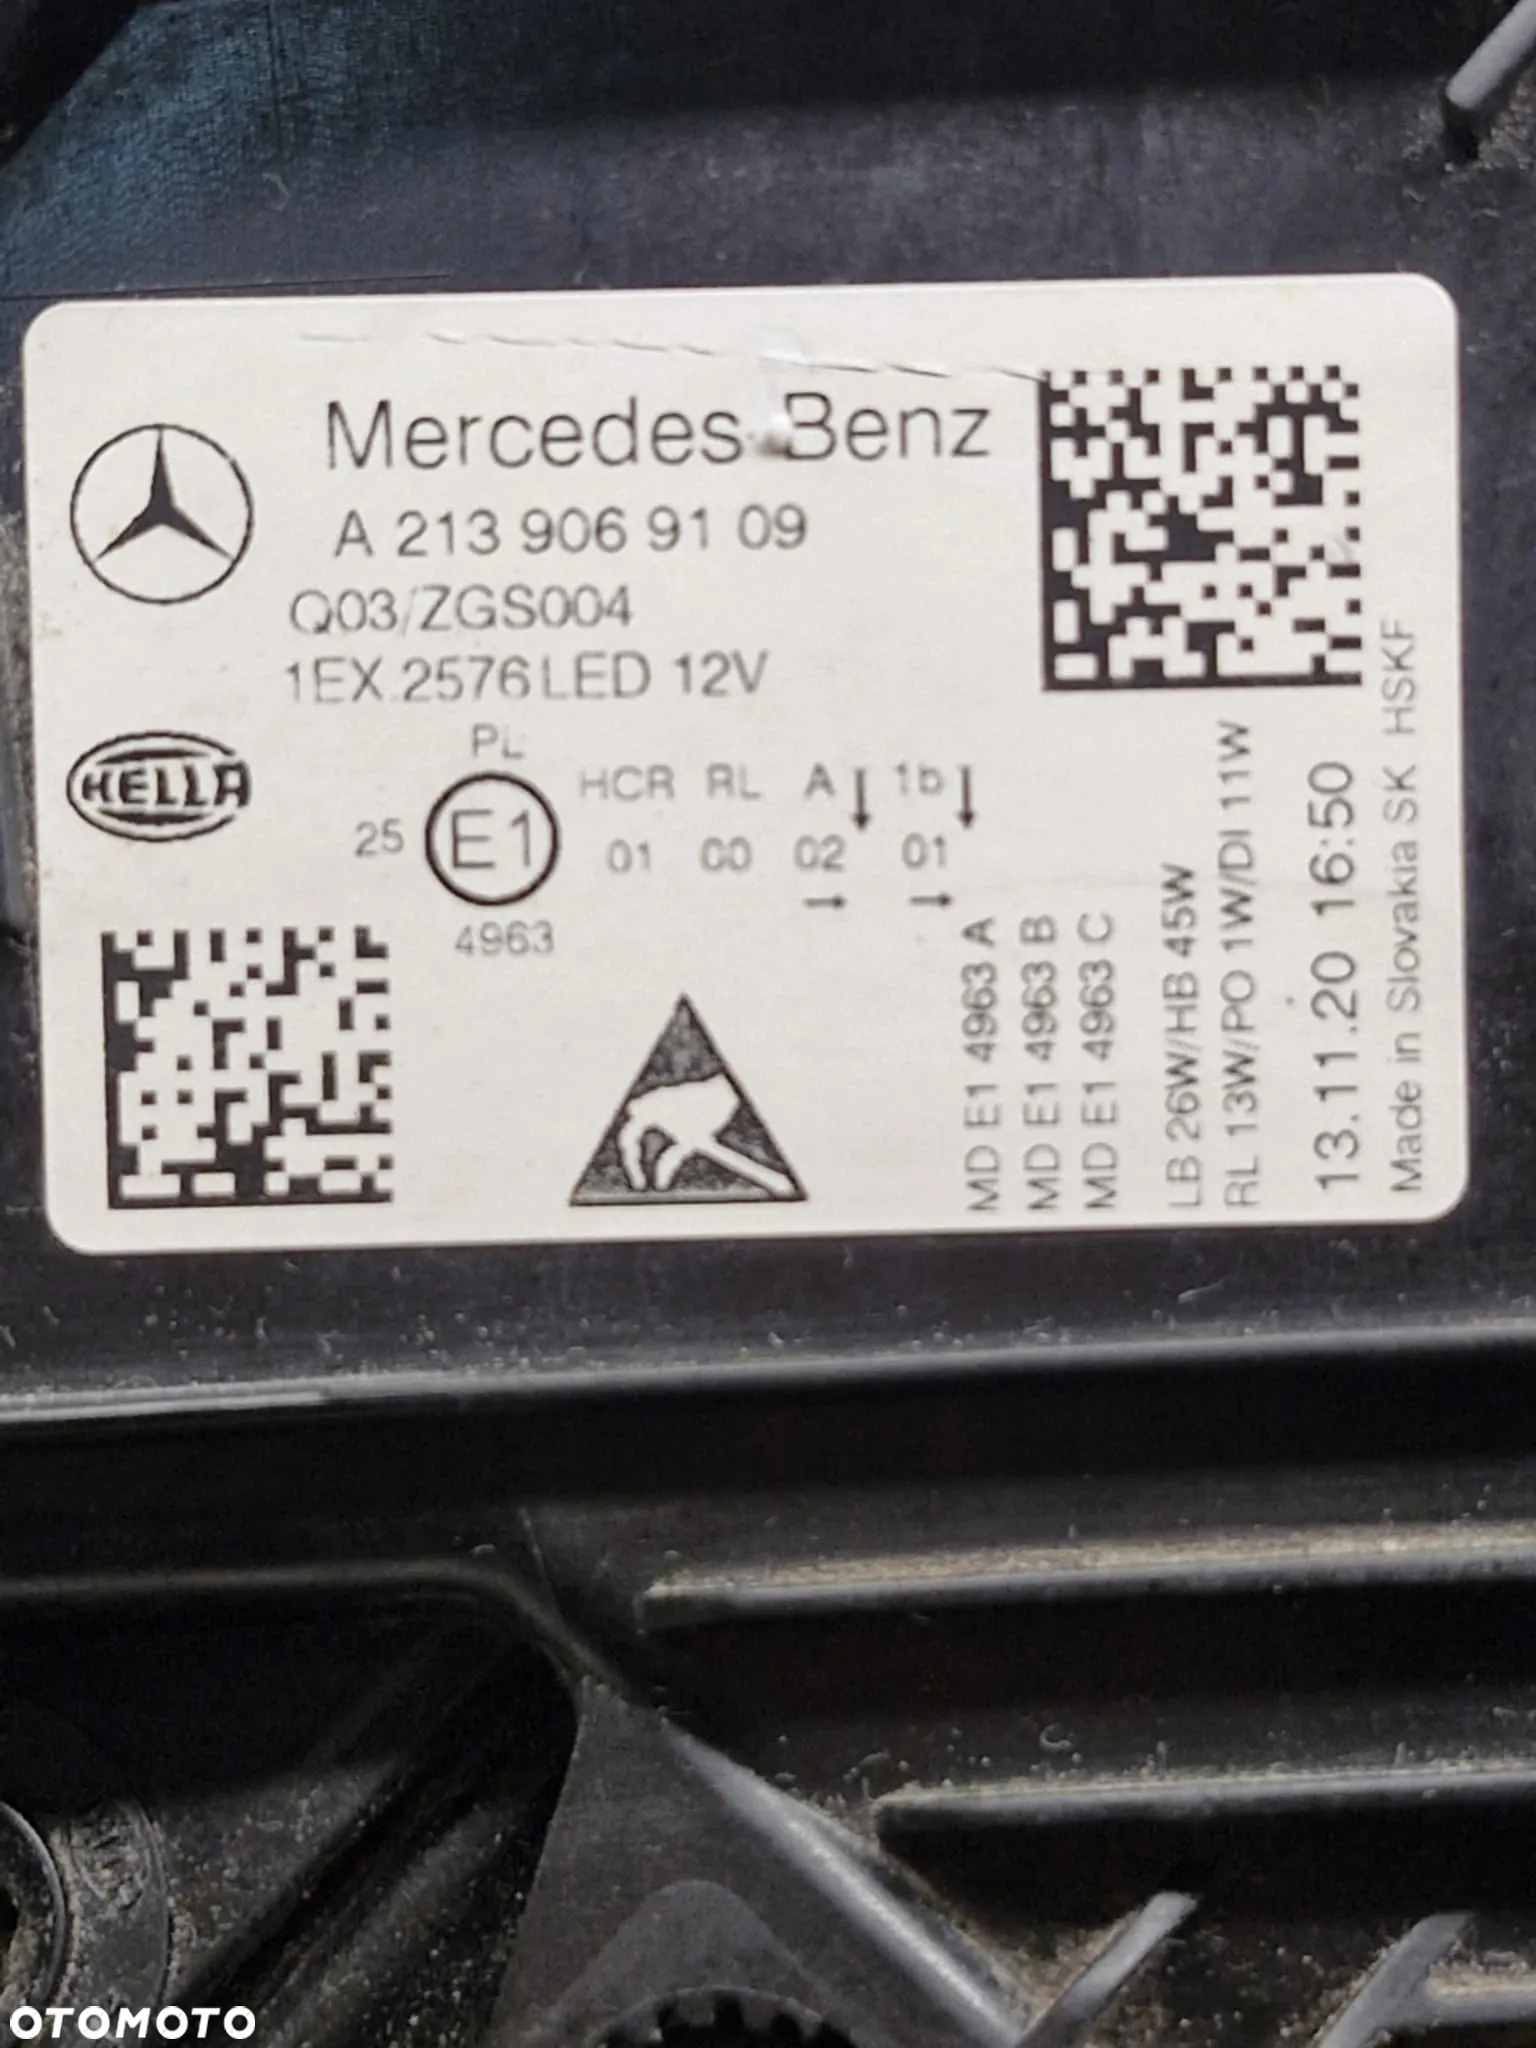 Mercedes-Benz
A 213 906 91 09
Q03/ZGS004
1EX.2576 LED 12V
HELLA
PL
25 E1 4963
HCR RL A 1b
01 00 02 01
MD E1 4963 A
MD E1 4963 B
MD E1 4963 C
LB 26W/HB 45W
RL 13W/PO 1W/DI 11W
13.11.20 16:50
Made in Slovakia SK HSKF
OTOMOTO